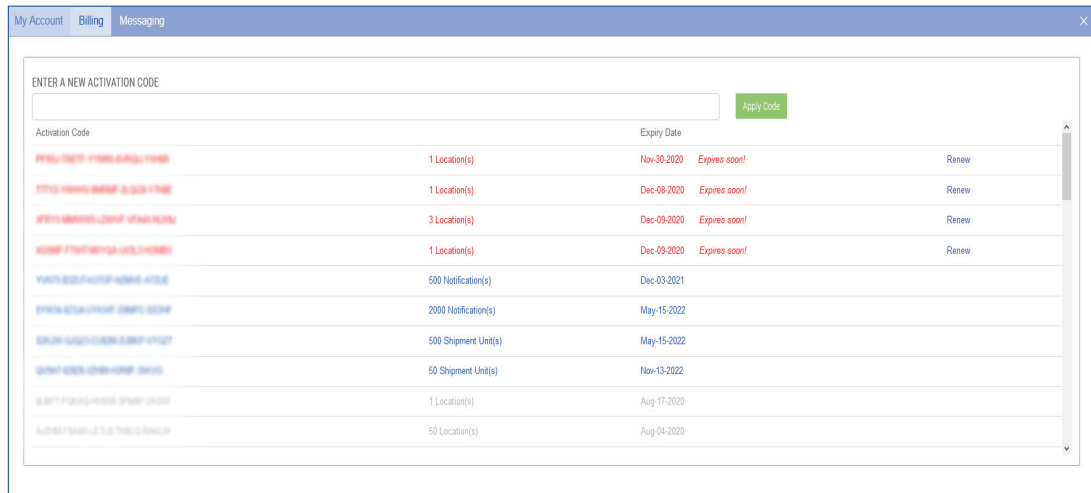 My Account Billing Messaging X
ENTER A NEW ACTIVATION CODE
Apply Code
Activation Code Expiry Date
1 Location(s) Nov-30-2020 Expires soon! Renew
1 Location(s) Dec-08-2020 Expires soon! Renew
3 Location(s) Dec-09-2020 Expires soon! Renew
1 Location(s) Dec-09-2020 Expires soon! Renew
500 Notification(s) Dec-03-2021
2000 Notification(s) May-15-2022
500 Shipment Unit(s) May-15-2022
50 Shipment Unit(s) Nov-13-2022
1 Location(s) Aug-17-2020
50 Location(s) Aug-04-2020